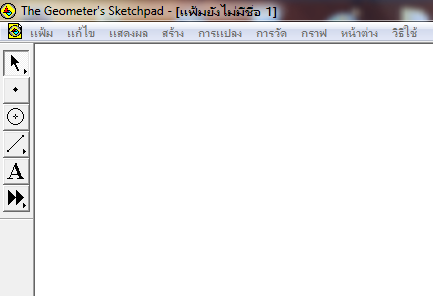 The Geometer's Sketchpad - [แฟ้มยังไม่มีชื่อ 1]
แฟ้ม แก้ไข แสดงผล สร้าง การแปลง การวัด กราฟ หน้าต่าง วิธีใช้
A